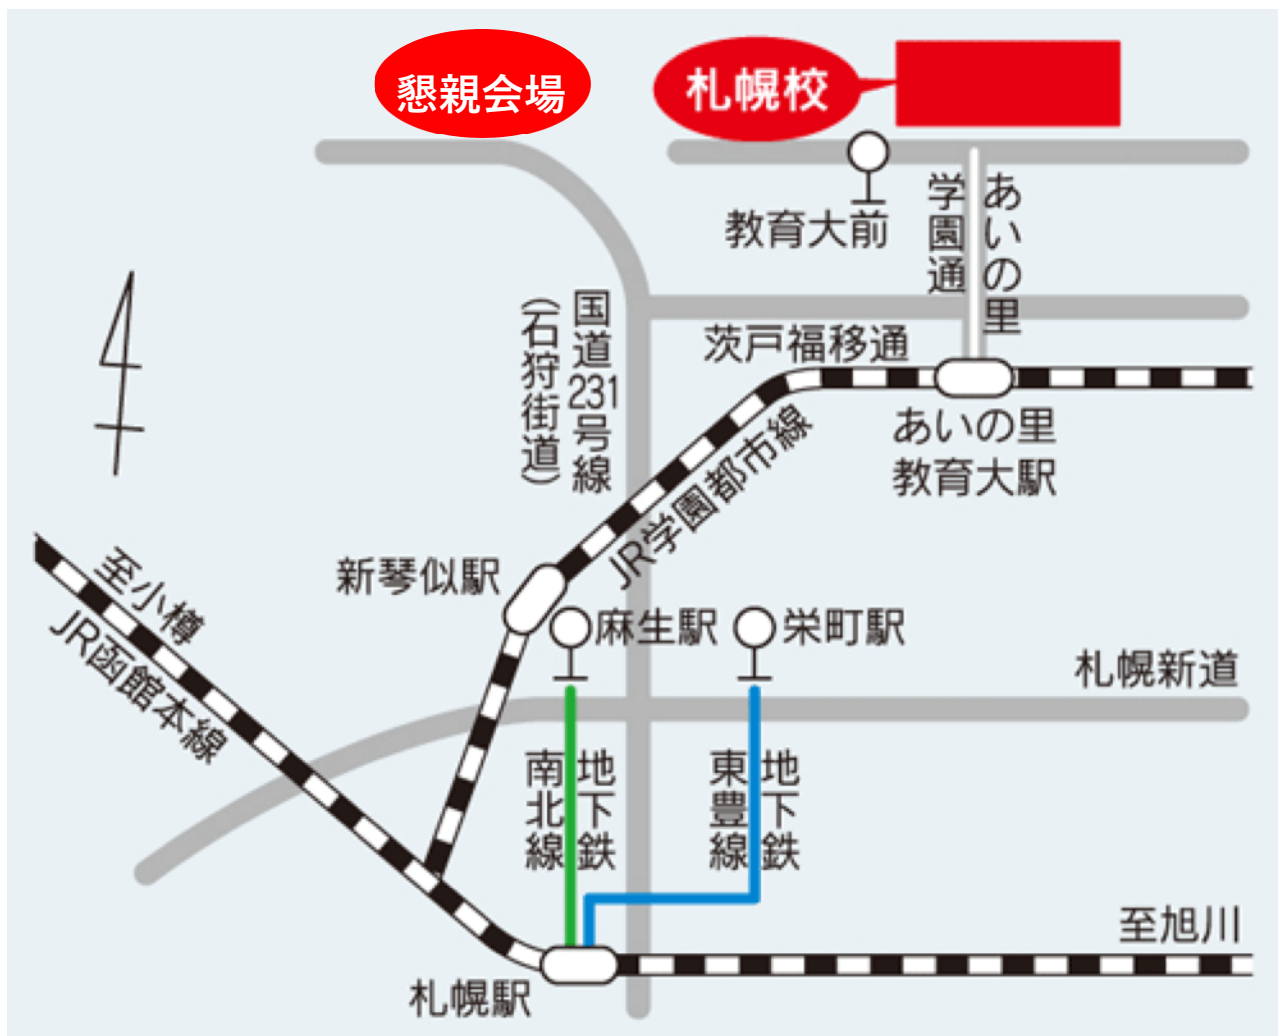 懇親会場
札幌校
教育大前
あいの里
学園通
国道231号線
(石狩街道)
茨戸福移通
あいの里
教育大駅
JR学園都市線
新琴似駅
麻生駅
栄町駅
至小樽
JR函館本線
札幌新道
地下鉄
南北線
地下鉄
東豊線
至旭川
札幌駅